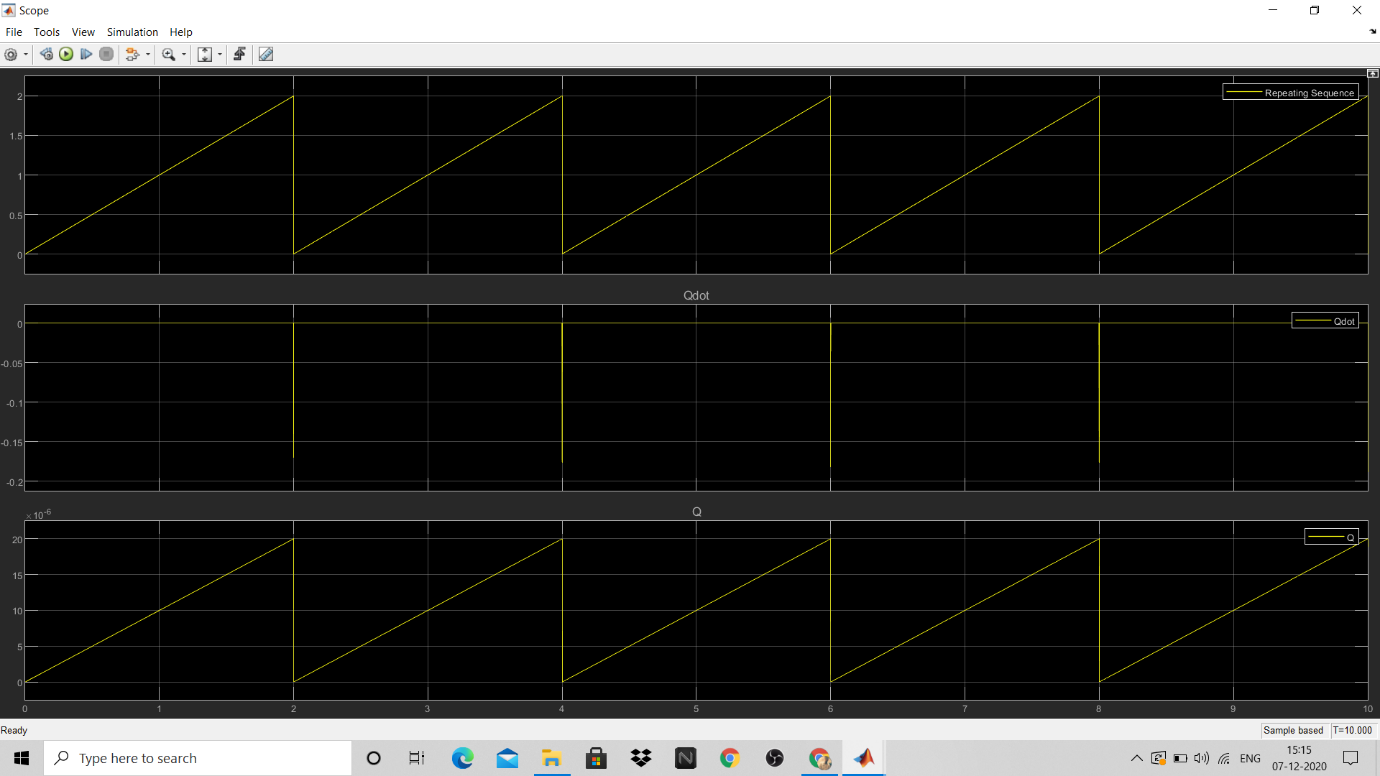 Scope
File Tools View Simulation Help
Repeating Sequence
2
1.5
1
0.5
0
Qdot
Qdot
0
-0.05
-0.1
-0.15
-0.2
Q
×10-6
Q
20
15
10
5
0
0 1 2 3 4 5 6 7 8 9 10
Ready
Sample based T=10.000
Type here to search
N
ENG
15:15
07-12-2020